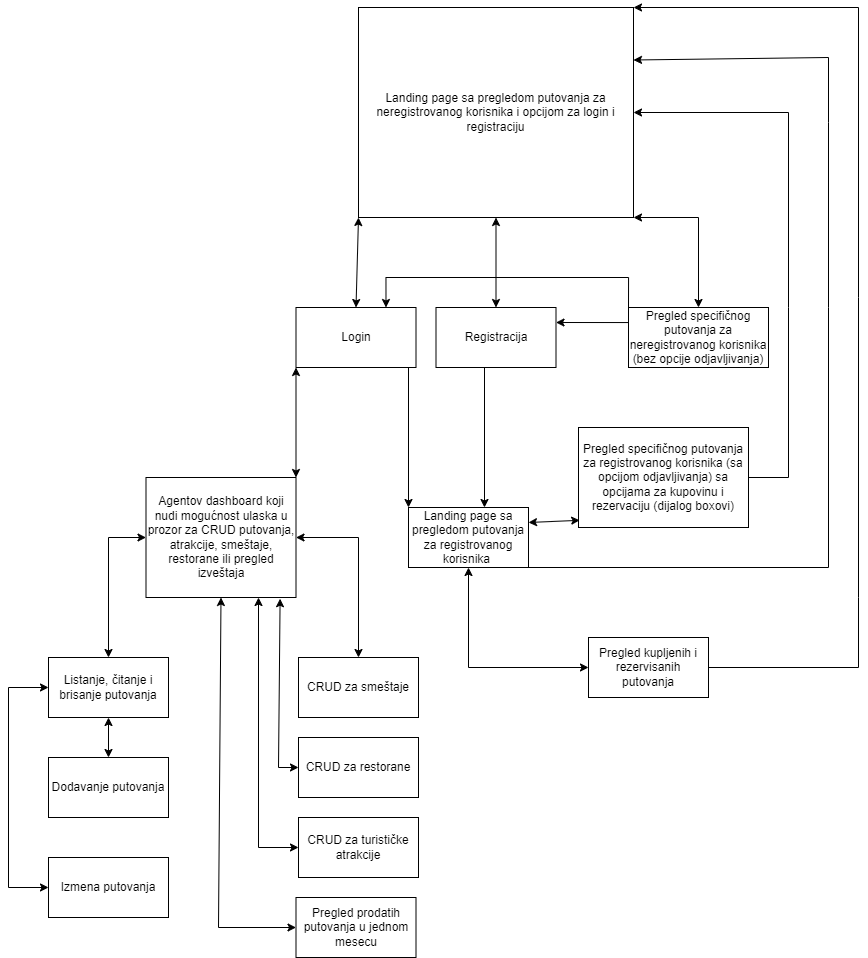 Landing page sa pregledom putovanja za
neregistrovanog korisnika i opcijom za login i
registraciju
Login
Registracija
Pregled specifičnog
putovanja za
neregistrovanog korisnika
(bez opcije odjavljivanja)
Pregled specifičnog putovanja
za registrovanog korisnika (sa
opcijom odjavljivanja) sa
opcijama za kupovinu i
rezervaciju (dijalog boxovi)
Agentov dashboard koji
nudi mogućnost ulaska u
prozor za CRUD putovanja,
atrakcije, smeštaje,
restorane ili pregled
izveštaja
Landing page sa
pregledom putovanja
za registrovanog
korisnika
Pregled kupljenih i
rezervisanih
putovanja
Listanje, čitanje i
brisanje putovanja
CRUD za smeštaje
CRUD za restorane
Dodavanje putovanja
CRUD za turističke
atrakcije
Izmena putovanja
Pregled prodatih
putovanja u jednom
mesecu